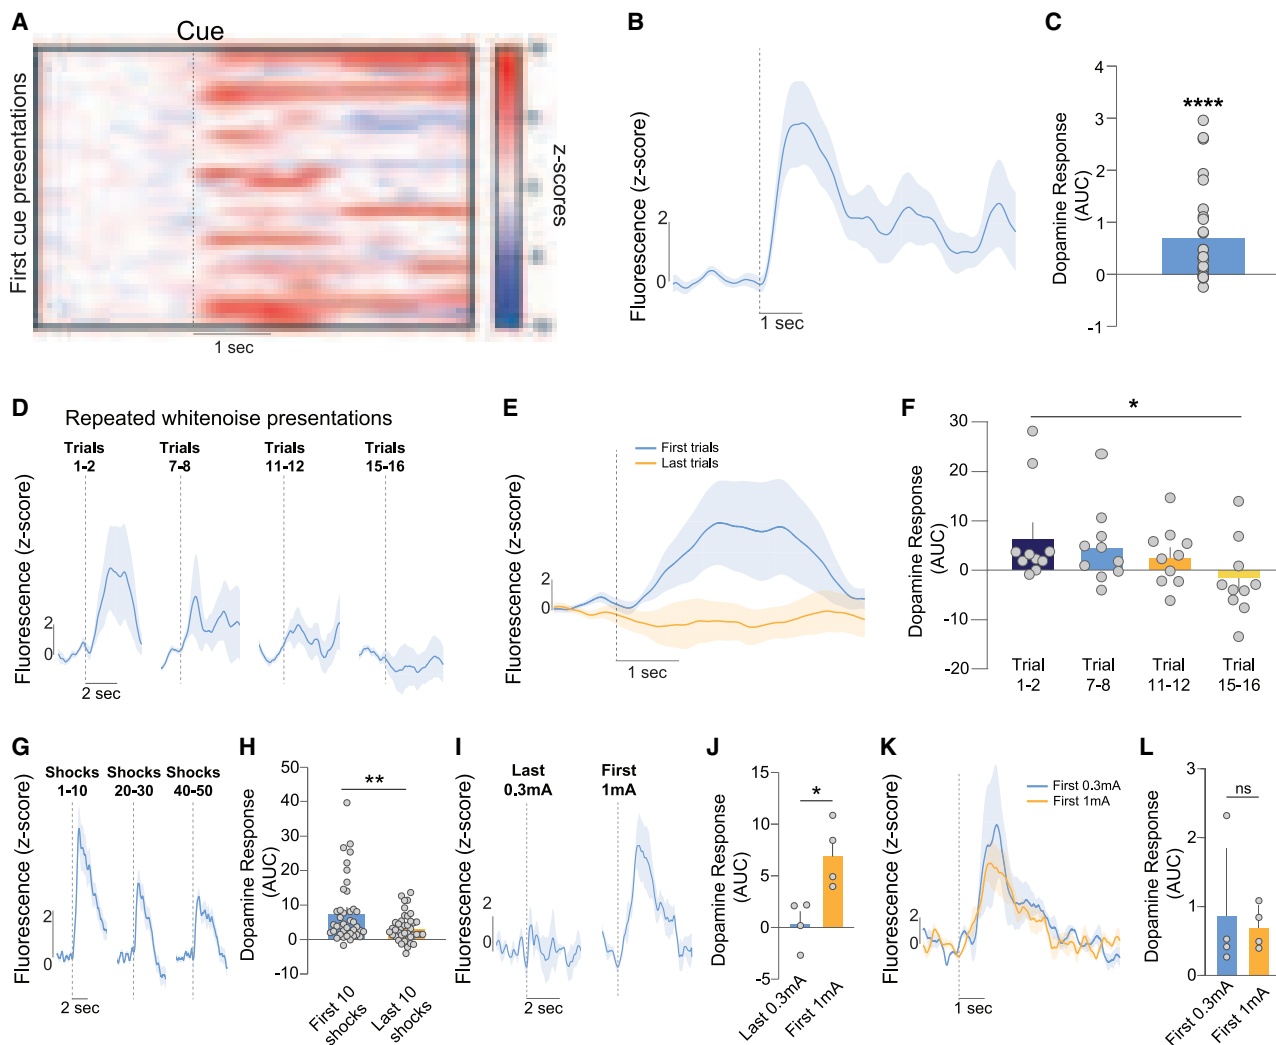 A
Cue
First cue presentations
z-scores
1 sec
B
Fluorescence (z-score)
2
0
1 sec
C
Dopamine Response
(AUC)
4
3
2
1
0
-1
****
D
Repeated whitenoise presentations
Trials
1-2
Trials
7-8
Trials
11-12
Trials
15-16
Fluorescence (z-score)
2
0
2 sec
E
First trials
Last trials
Fluorescence (z-score)
2
0
1 sec
F
Dopamine Response
(AUC)
30
20
10
0
-10
-20
*
Trial
1-2
Trial
7-8
Trial
11-12
Trial
15-16
G
Shocks
1-10
Shocks
20-30
Shocks
40-50
Fluorescence (z-score)
2
0
2 sec
H
Dopamine Response
(AUC)
50
40
30
20
10
0
-10
**
First 10
shocks
Last 10
shocks
I
Last
0.3mA
First
1mA
Fluorescence (z-score)
2
0
2 sec
J
Dopamine Response
(AUC)
15
10
5
0
-5
*
Last 0.3mA
First 1mA
K
First 0.3mA
First 1mA
Fluorescence (z-score)
2
0
1 sec
L
Dopamine Response
(AUC)
3
2
1
0
ns
First 0.3mA
First 1mA